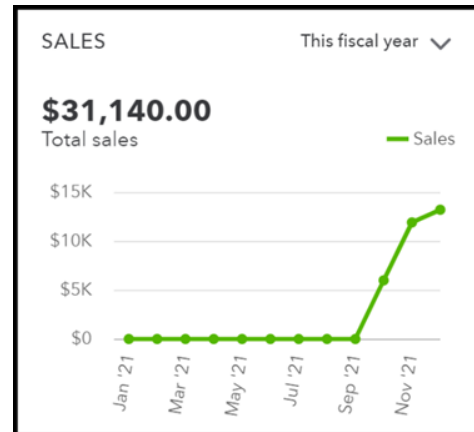 SALES
This fiscal year
$31,140.00
Total sales
Sales
$15K
$10K
$5K
$0
Jan '21
Mar '21
May '21
Jul '21
Sep '21
Nov '21